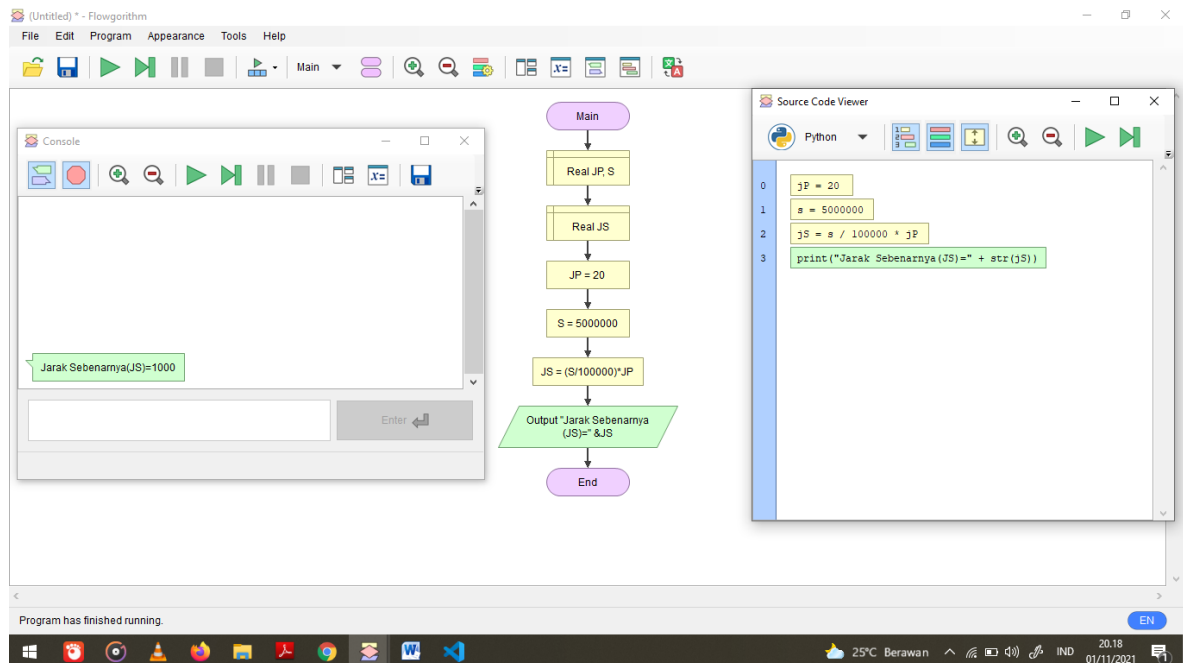 (Untitled) * - Flowgorithm
File Edit Program Appearance Tools Help
Main
Console
Jarak Sebenarnya(JS)=1000
Enter
Main
Real JP, S
Real JS
JP = 20
S = 5000000
JS = (S/100000)*JP
Output "Jarak Sebenarnya
(JS)=" &JS
End
Source Code Viewer
Python
0 jP = 20
1 s = 5000000
2 jS = s / 100000 * jP
3 print("Jarak Sebenarnya(JS)=" + str(jS))
Program has finished running.
EN
25°C Berawan
IND
20.18
01/11/2021
1